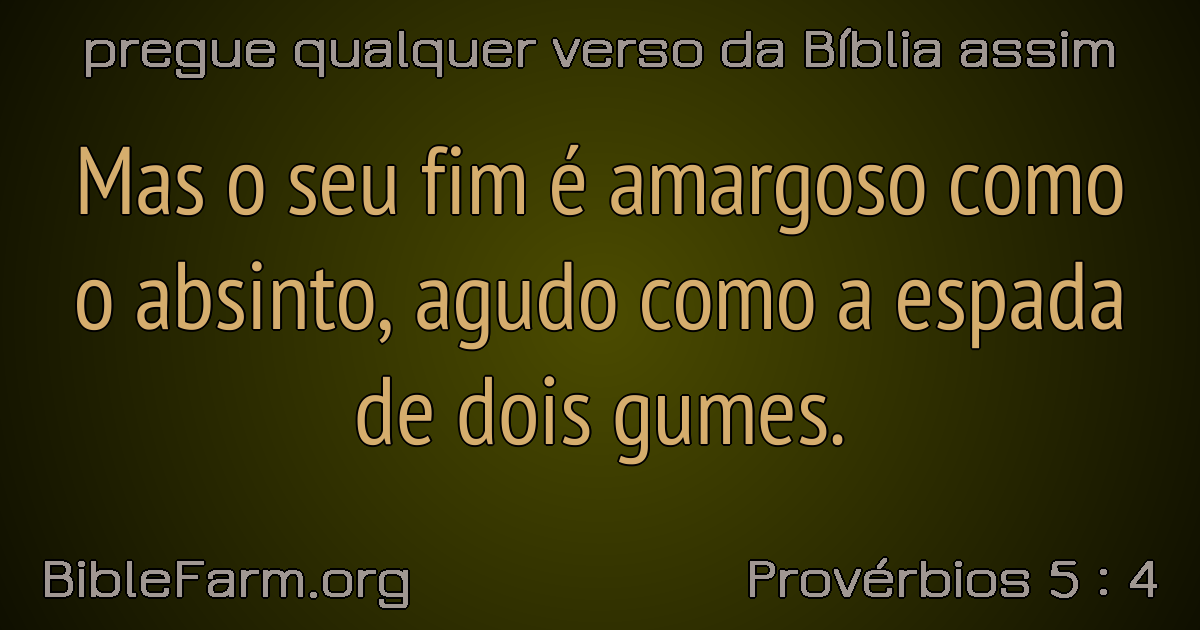 pregue qualquer verso da Bíblia assim
Mas o seu fim é amargoso como
o absinto, agudo como a espada
de dois gumes.
BibleFarm.org
Provérbios 5 : 4